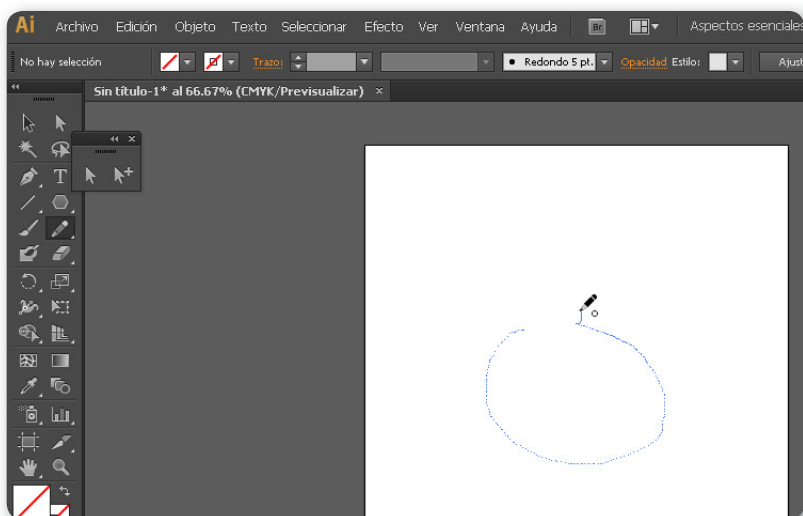 Ai Archivo Edición Objeto Texto Seleccionar Efecto Ver Ventana Ayuda Br Aspectos esenciales
No hay selección Trazo: Redondo 5 pt. Opacidad Estilo: Ajust
Sin título-1* al 66.67% (CMYK/Previsualizar) ×
T